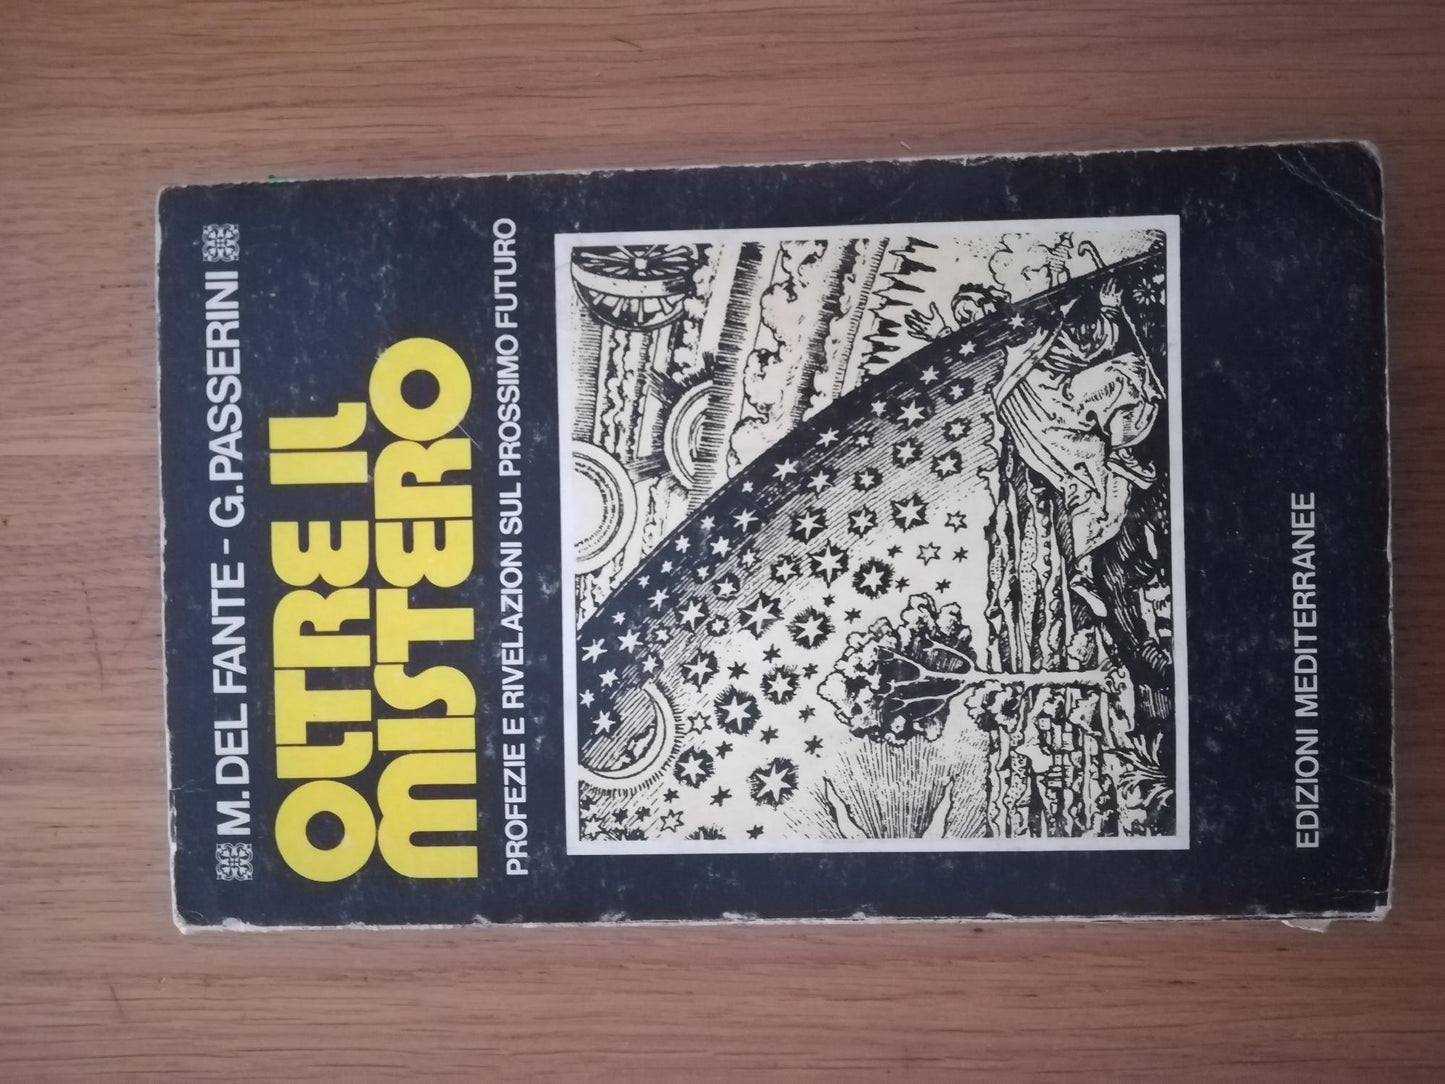 M. DEL FANTE - G. PASSERINI
OLTRE IL
MISTERO
PROFEZIE E RIVELAZIONI SUL PROSSIMO FUTURO
EDIZIONI MEDITERRANEE